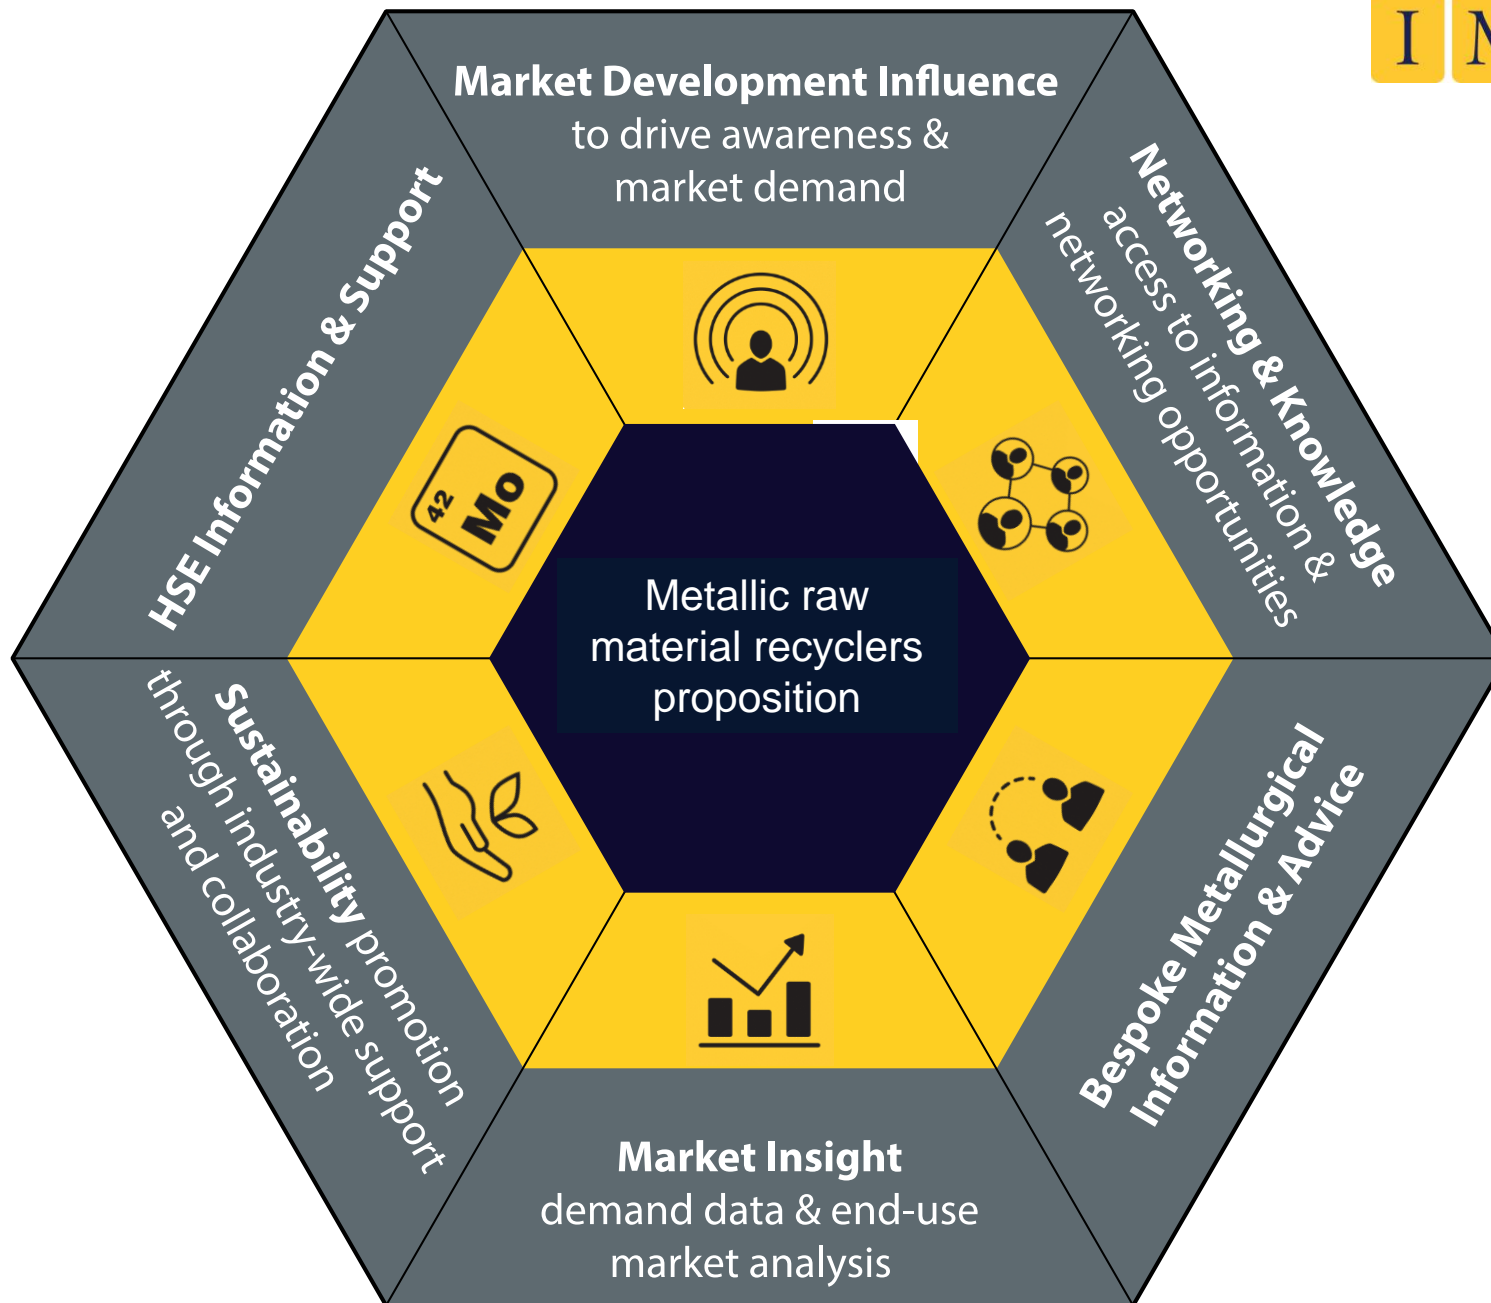 I
Market Development Influence
to drive awareness &
market demand
Networking & Knowledge
access to information &
networking opportunities
HSE Information & Support
42
Mo
Metallic raw
material recyclers
proposition
Sustainability promotion
through industry-wide support
and collaboration
Bespoke Metallurgical
Information & Advice
Market Insight
demand data & end-use
market analysis